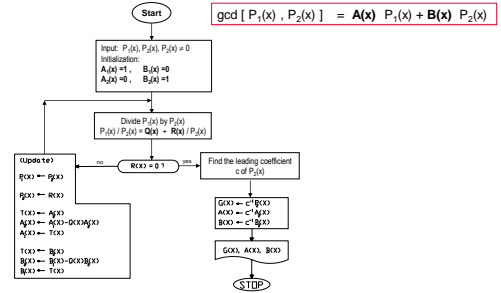 Start
gcd [ P₁(x) , P₂(x) ] = A(x) P₁(x) + B(x) P₂(x)
Input: P₁(x), P₂(x), P₂(x) ≠ 0
Initialization:
A₁(x) =1 , B₁(x) =0
A₂(x) =0 , B₂(x) =1
Divide P₁(x) by P₂(x)
P₁(x) / P₂(x) = Q(x) + R(x) / P₂(x)
R(X) = 0 ?
no
yes
(Update)
P₁(X) ← P₂(X)
P₂(X) ← R(X)
T(X) ← A₂(X)
A₂(X) ← A₁(X)-Q(X)A₂(X)
A₁(X) ← T(X)
T(X) ← B₂(X)
B₂(X) ← B₁(X)-Q(X)B₂(X)
B₁(X) ← T(X)
Find the leading coefficient
c of P₂(x)
G(X) ← c⁻¹ P₂(X)
A(X) ← c⁻¹ A₂(X)
B(X) ← c⁻¹ B₂(X)
G(X), A(X), B(X)
STOP